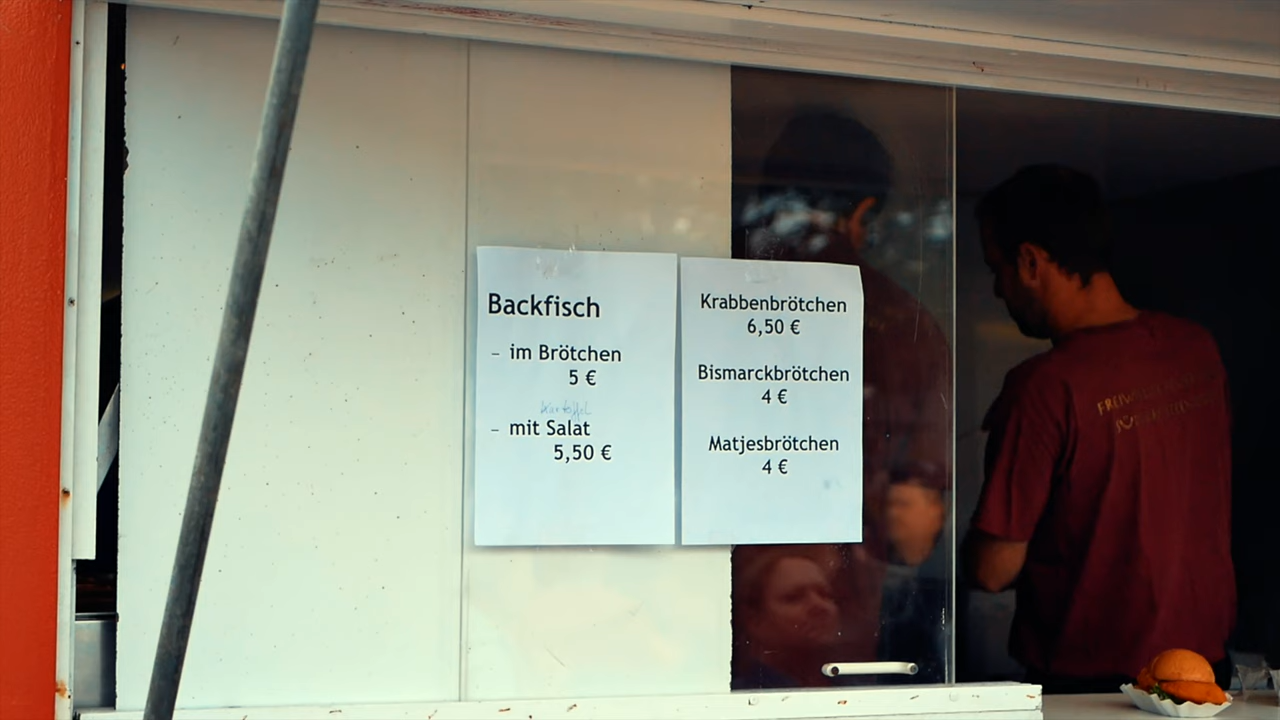 Backfisch
- im Brötchen
5 €
Kartoffel
- mit Salat
5,50 €
Krabbenbrötchen
6,50 €
Bismarckbrötchen
4 €
Matjesbrötchen
4 €